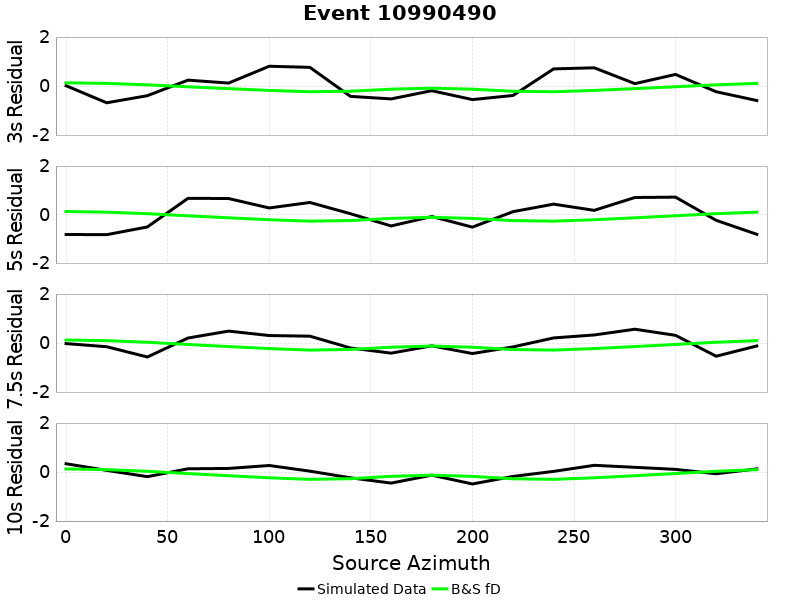 Event 10990490
3s Residual
2
0
-2
5s Residual
2
0
-2
7.5s Residual
2
0
-2
10s Residual
2
0
-2
0 50 100 150 200 250 300
Source Azimuth
Simulated Data B&S fD